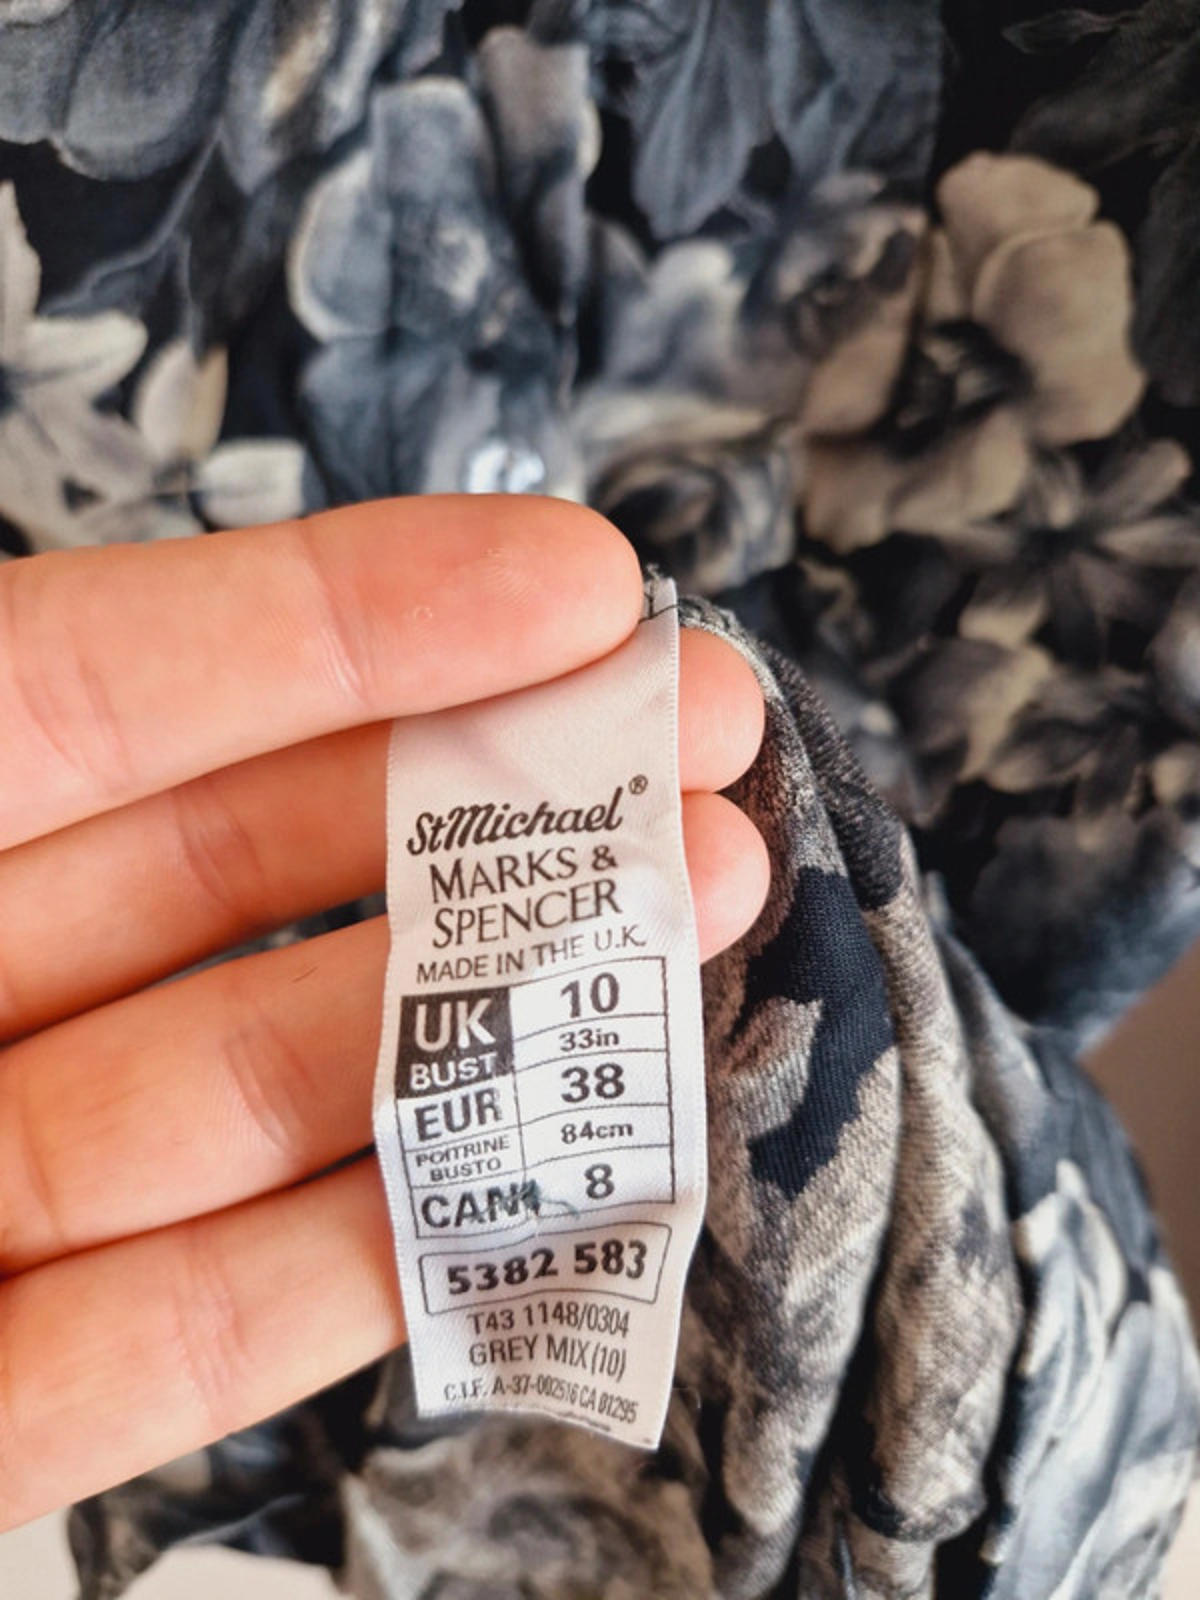 StMichael®
MARKS &
SPENCER
MADE IN THE U.K.
UK 10
BUST 33in
EUR 38
POITRINE 84cm
BUSTO
CAN 8
5382 583
T43 1148/0304
GREY MIX (10)
C.I.F. A-37-002516 CA 01295